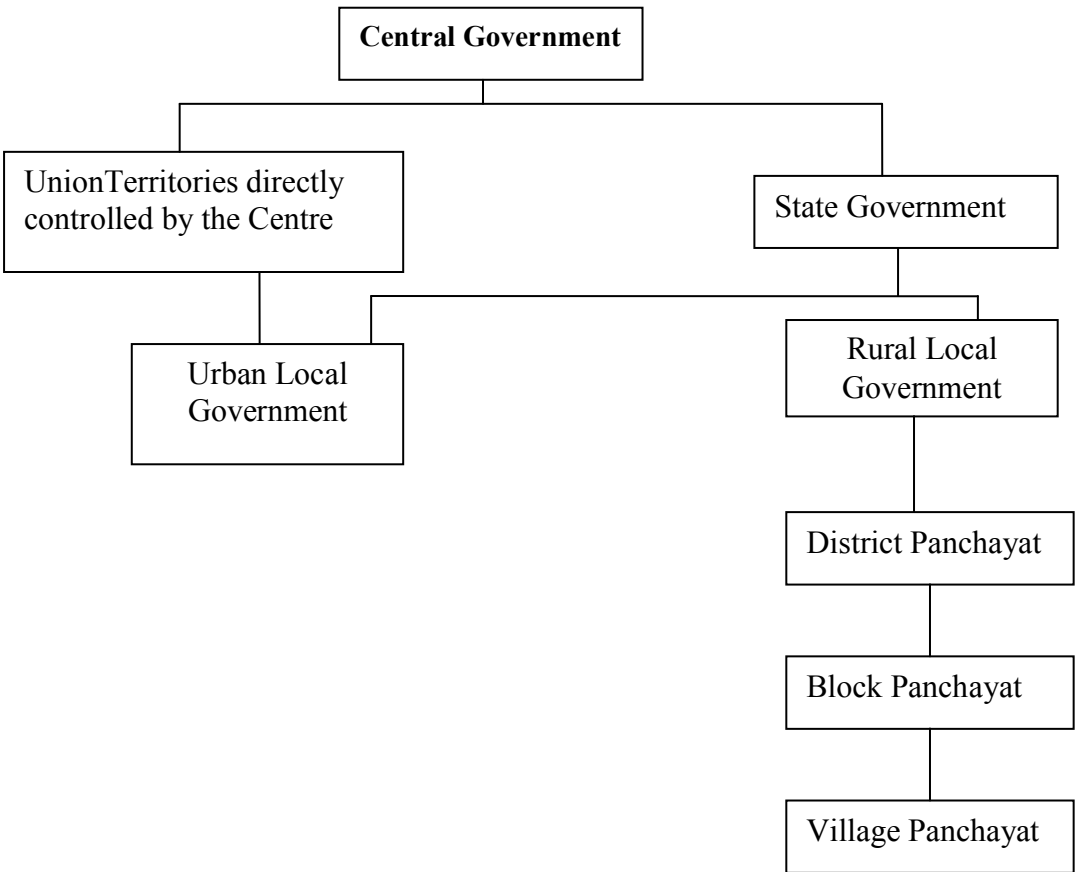 Central Government
UnionTerritories directly
controlled by the Centre
State Government
Urban Local
Government
Rural Local
Government
District Panchayat
Block Panchayat
Village Panchayat